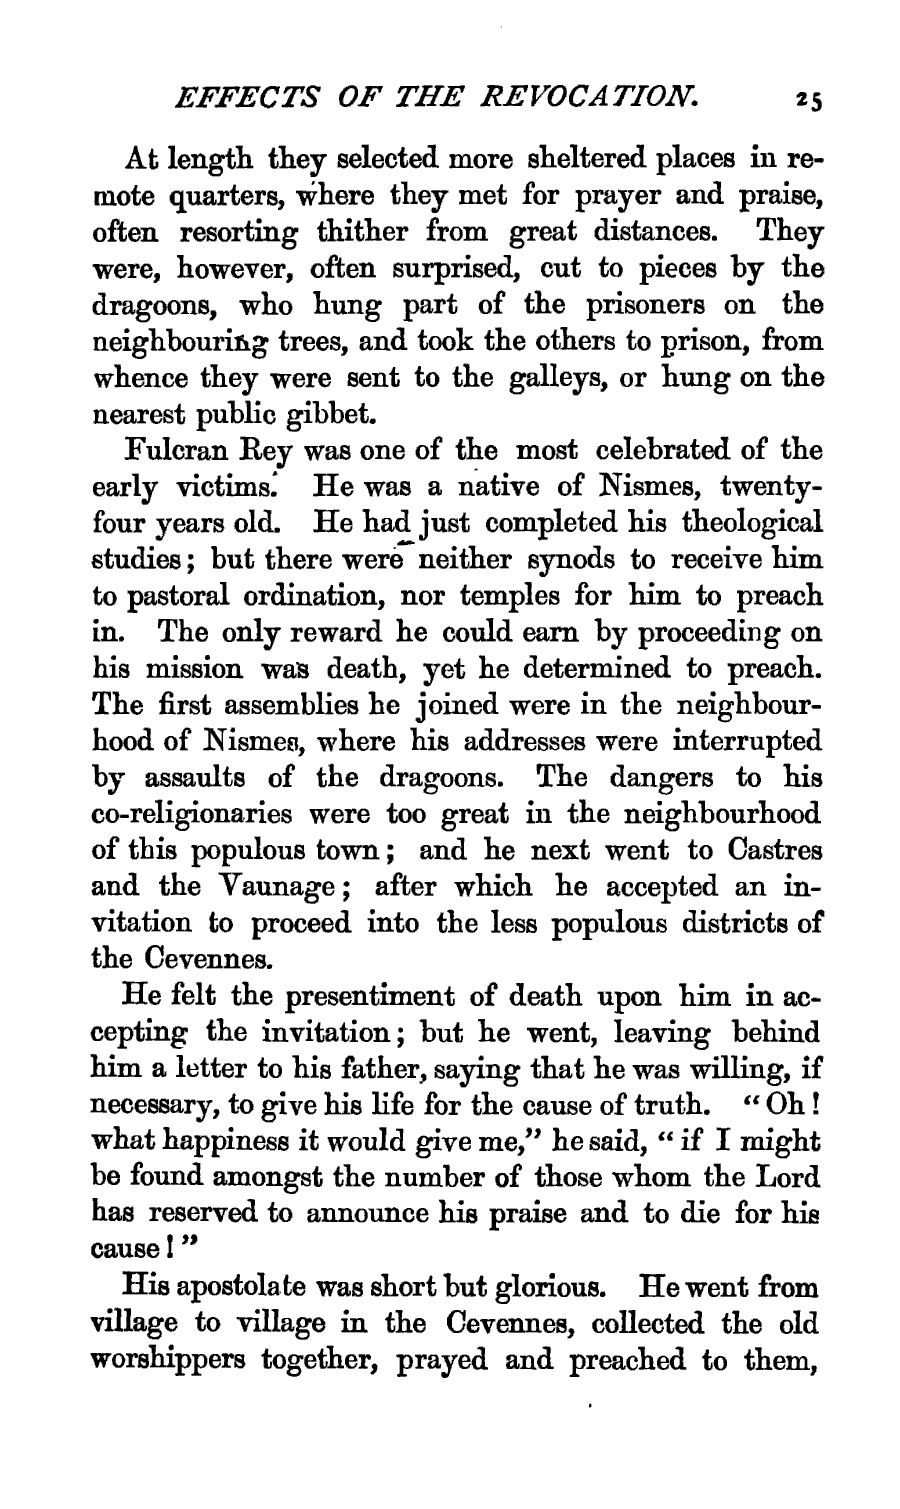 EFFECTS OF THE REVOCATION. 25
At length they selected more sheltered places in re-
mote quarters, where they met for prayer and praise,
often resorting thither from great distances. They
were, however, often surprised, cut to pieces by the
dragoons, who hung part of the prisoners on the
neighbouring trees, and took the others to prison, from
whence they were sent to the galleys, or hung on the
nearest public gibbet.
Fulcran Rey was one of the most celebrated of the
early victims. He was a native of Nismes, twenty-
four years old. He had just completed his theological
studies; but there were neither synods to receive him
to pastoral ordination, nor temples for him to preach
in. The only reward he could earn by proceeding on
his mission was death, yet he determined to preach.
The first assemblies he joined were in the neighbour-
hood of Nismes, where his addresses were interrupted
by assaults of the dragoons. The dangers to his
co-religionaries were too great in the neighbourhood
of this populous town; and he next went to Castres
and the Vaunage; after which he accepted an in-
vitation to proceed into the less populous districts of
the Cevennes.
He felt the presentiment of death upon him in ac-
cepting the invitation; but he went, leaving behind
him a letter to his father, saying that he was willing, if
necessary, to give his life for the cause of truth. "Oh!
what happiness it would give me," he said, "if I might
be found amongst the number of those whom the Lord
has reserved to announce his praise and to die for his
cause!"
His apostolate was short but glorious. He went from
village to village in the Cevennes, collected the old
worshippers together, prayed and preached to them,